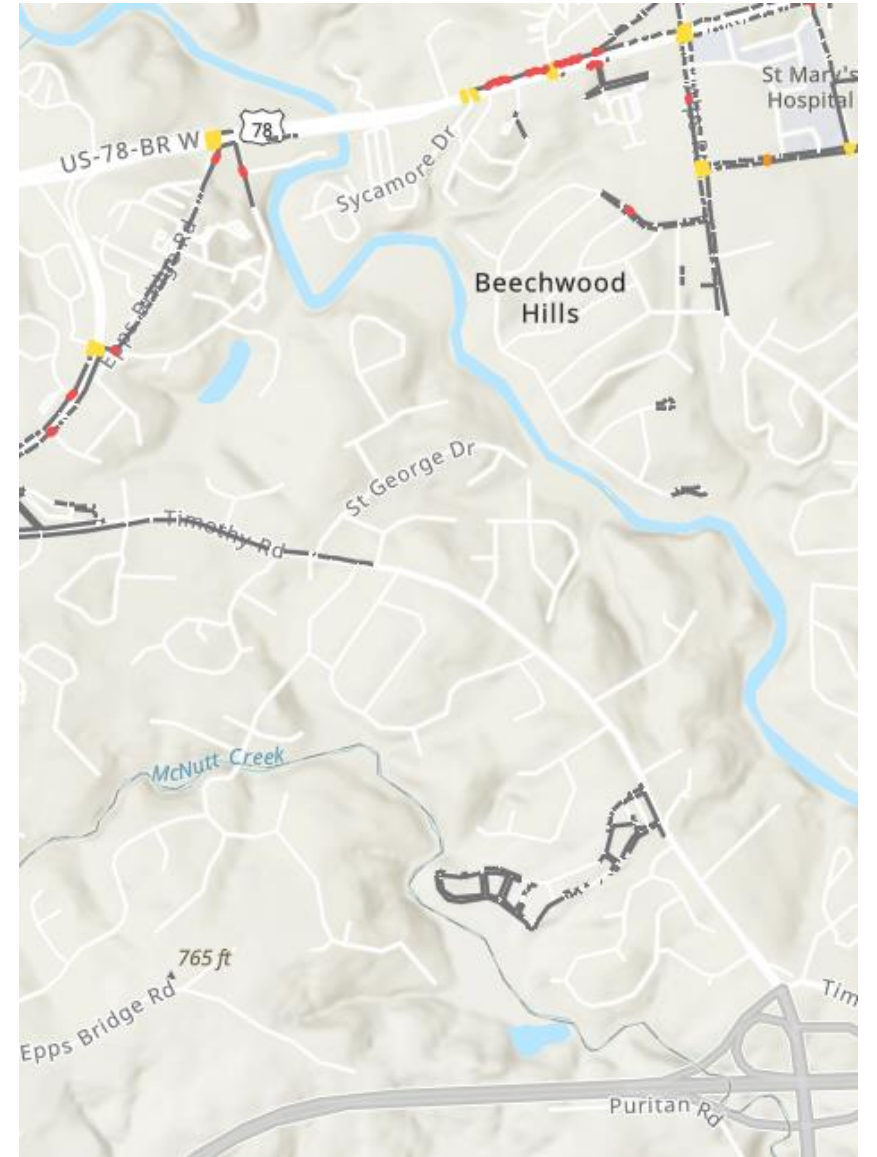 St Mary's
Hospital
78
US-78-BR W
Sycamore Dr
Epps Bridge Rd
Beechwood
Hills
St George Dr
Timothy Rd
McNutt Creek
765 ft
Epps Bridge Rd
Tim
Puritan Rd